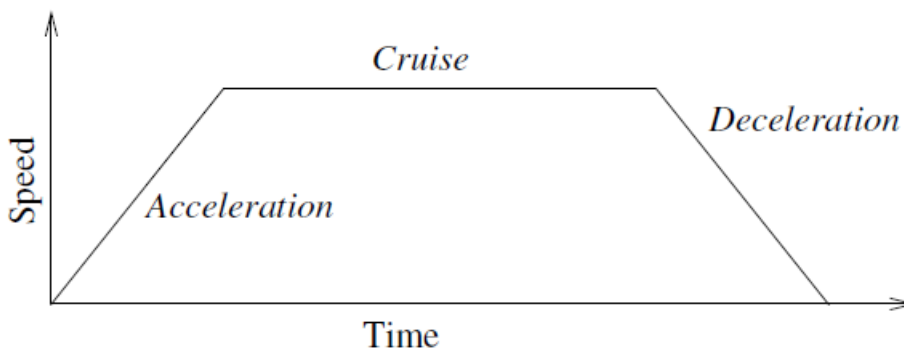 Cruise
Deceleration
Speed
Acceleration
Time